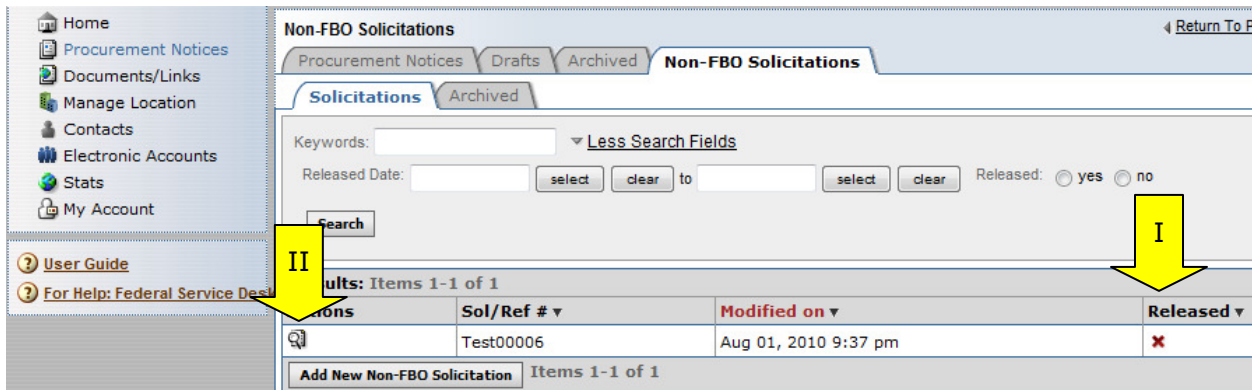 Home
Procurement Notices
Documents/Links
Manage Location
Contacts
Electronic Accounts
Stats
My Account
User Guide
For Help: Federal Service
Non-FBO Solicitations
Return To
Procurement Notices Drafts Archived Non-FBO Solicitations
Solicitations Archived
Keywords: Less Search Fields
Released Date: select clear to select clear Released: yes no
Search
II
I
Items 1-1 of 1
Sol/Ref # Modified on Released
Test00006 Aug 01, 2010 9:37 pm
Add New Non-FBO Solicitation Items 1-1 of 1